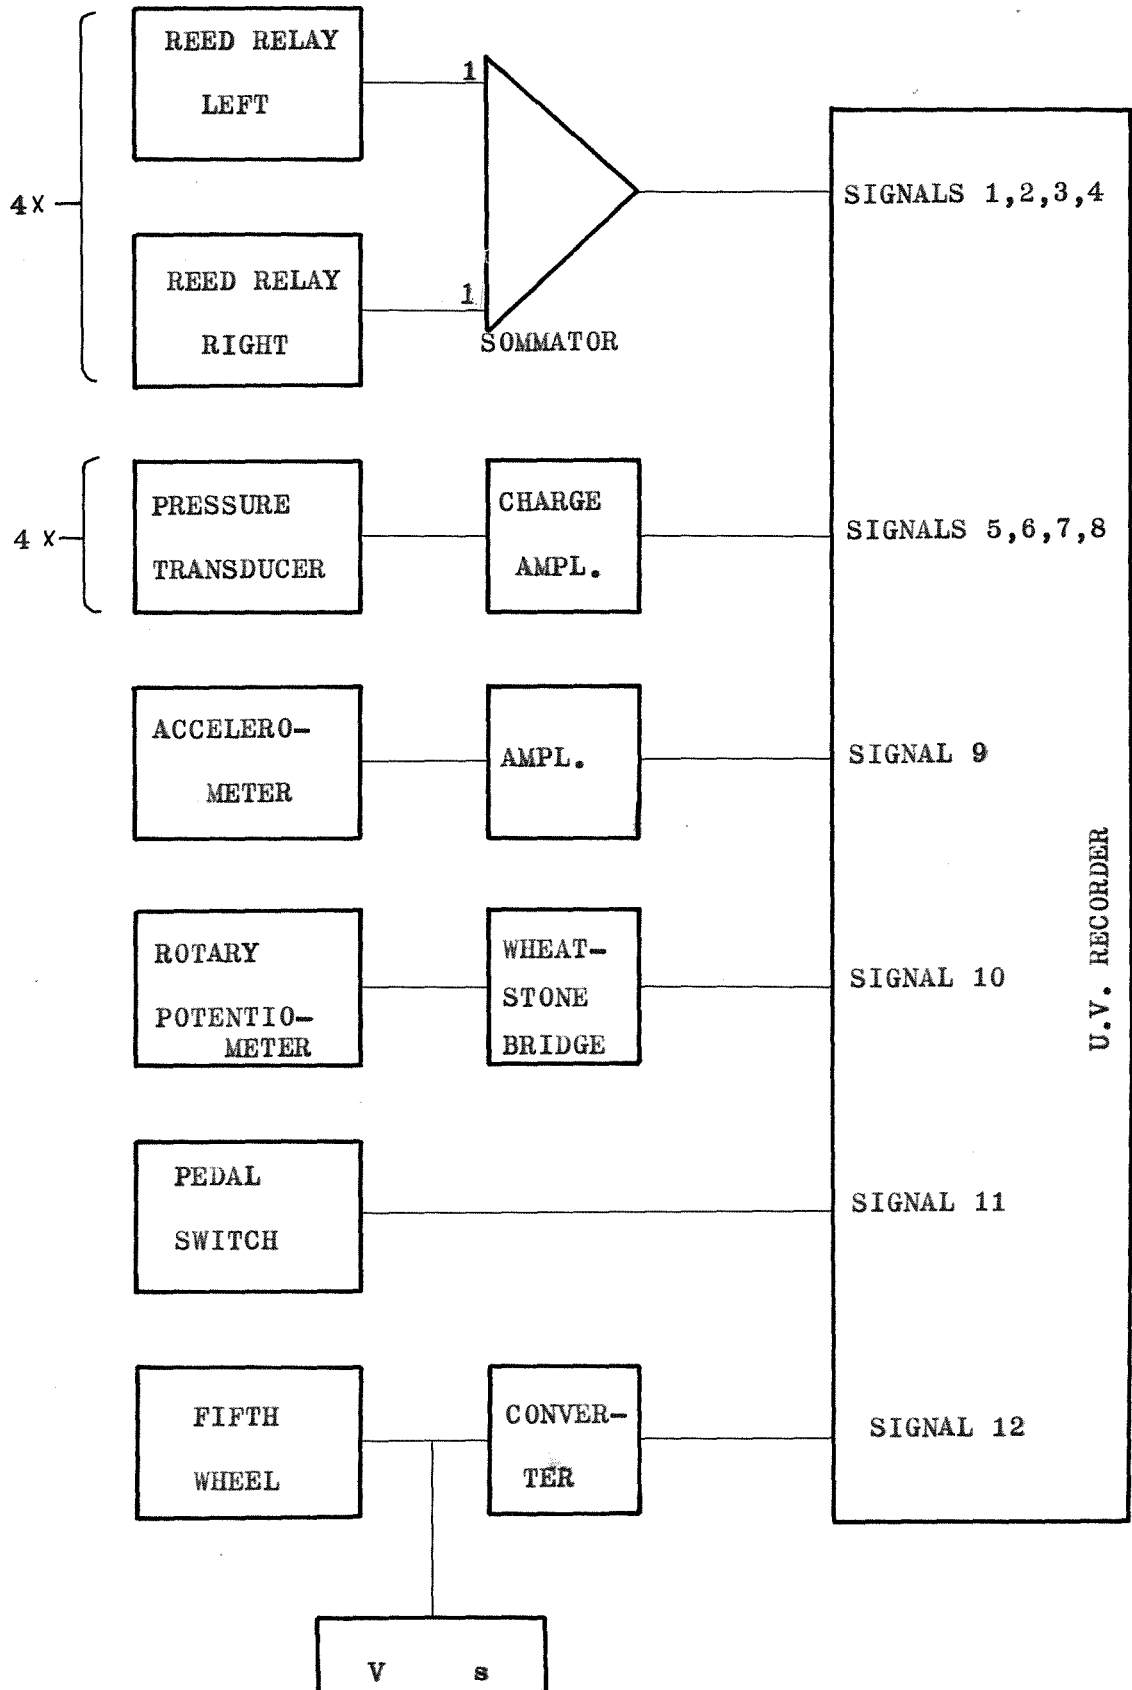 REED RELAY
LEFT
1
4X
SIGNALS 1,2,3,4
REED RELAY
RIGHT
1
SOMMATOR
PRESSURE
TRANSDUCER
4 X
CHARGE
AMPL.
SIGNALS 5,6,7,8
ACCELERO-
METER
AMPL.
SIGNAL 9
U.V. RECORDER
ROTARY
POTENTIO-
METER
WHEAT-
STONE
BRIDGE
SIGNAL 10
PEDAL
SWITCH
SIGNAL 11
FIFTH
WHEEL
CONVER-
TER
SIGNAL 12
V s